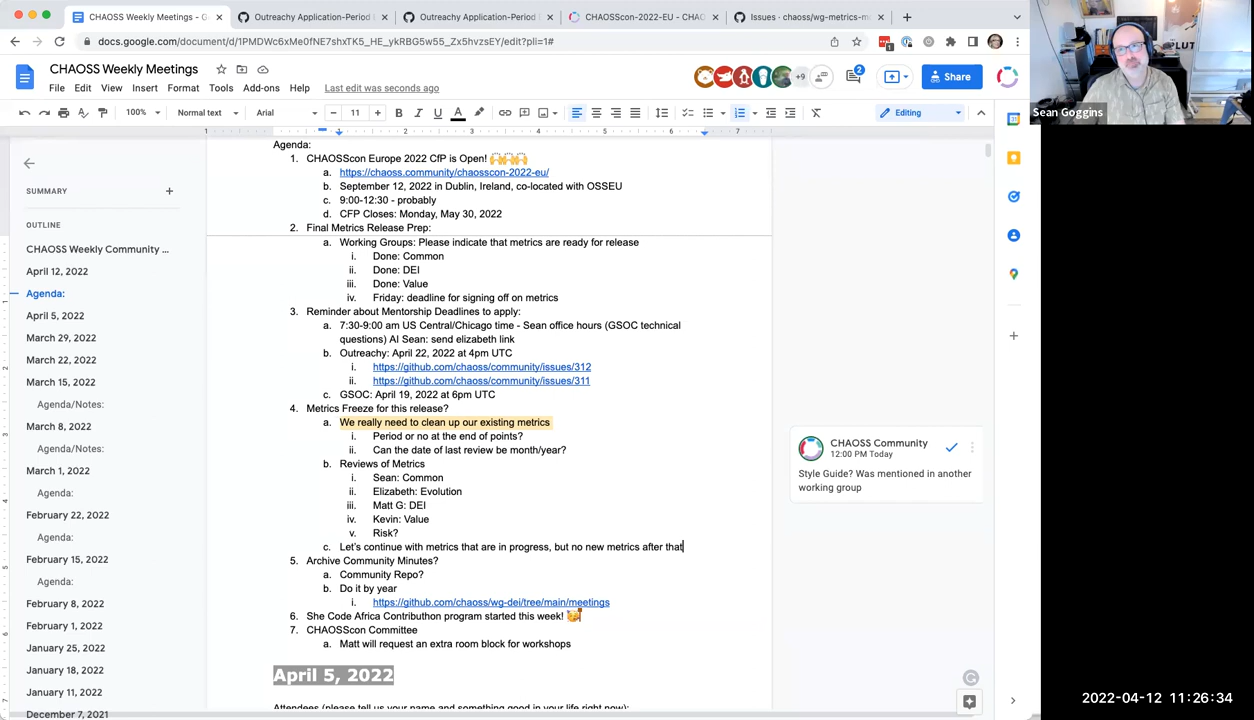 CHAOSS Weekly Meetings - G
Outreachy Application-Period
Outreachy Application-Period
CHAOSScon-2022-EU - CHAO
Issues · chaoss/wg-metrics-m
docs.google.com/document/d/1PMDWc6xMe0fNE7shxTK5_HE_ykRBG5w55_Zx5hvzsEY/edit?pli=1#
CHAOSS Weekly Meetings
File Edit View Insert Format Tools Add-ons Help Last edit was seconds ago
+9
2
Share
100% Normal text Arial 11 Editing
1 2 3 4 5 6 7
SUMMARY
OUTLINE
CHAOSS Weekly Community ...
April 12, 2022
Agenda:
April 5, 2022
March 29, 2022
March 22, 2022
March 15, 2022
Agenda/Notes:
March 8, 2022
Agenda/Notes:
March 1, 2022
Agenda:
February 22, 2022
Agenda:
February 15, 2022
Agenda:
February 8, 2022
February 1, 2022
January 25, 2022
January 18, 2022
January 11, 2022
December 7, 2021
Agenda:
1. CHAOSScon Europe 2022 CfP is Open! 🙌🙌🙌
a. https://chaoss.community/chaosscon-2022-eu/
b. September 12, 2022 in Dublin, Ireland, co-located with OSSEU
c. 9:00-12:30 - probably
d. CFP Closes: Monday, May 30, 2022
2. Final Metrics Release Prep:
a. Working Groups: Please indicate that metrics are ready for release
i. Done: Common
ii. Done: DEI
iii. Done: Value
iv. Friday: deadline for signing off on metrics
3. Reminder about Mentorship Deadlines to apply:
a. 7:30-9:00 am US Central/Chicago time - Sean office hours (GSOC technical
questions) AI Sean: send elizabeth link
b. Outreachy: April 22, 2022 at 4pm UTC
i. https://github.com/chaoss/community/issues/312
ii. https://github.com/chaoss/community/issues/311
c. GSOC: April 19, 2022 at 6pm UTC
4. Metrics Freeze for this release?
a. We really need to clean up our existing metrics
i. Period or no at the end of points?
ii. Can the date of last review be month/year?
b. Reviews of Metrics
i. Sean: Common
ii. Elizabeth: Evolution
iii. Matt G: DEI
iv. Kevin: Value
v. Risk?
c. Let's continue with metrics that are in progress, but no new metrics after that
5. Archive Community Minutes?
a. Community Repo?
b. Do it by year
i. https://github.com/chaoss/wg-dei/tree/main/meetings
6. She Code Africa Contributhon program started this week! 🥳
7. CHAOSScon Committee
a. Matt will request an extra room block for workshops
April 5, 2022
Attendees (please tell us your name and something good in your life right now):
CHAOSS Community
12:00 PM Today
Style Guide? Was mentioned in another
working group
Sean Goggins
2022-04-12 11:26:34